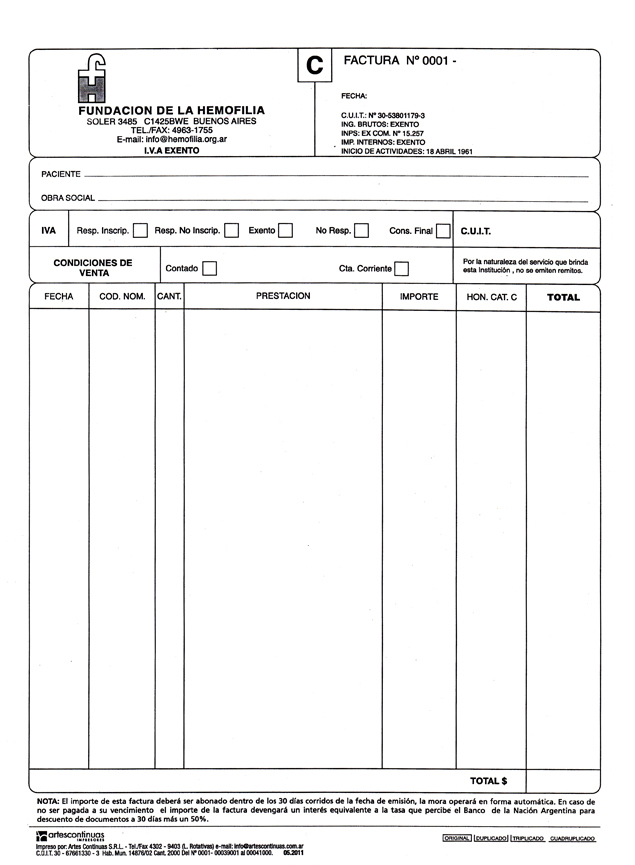 fH
FUNDACION DE LA HEMOFILIA
SOLER 3485 C1425BWE BUENOS AIRES
TEL./FAX: 4963-1755
E-mail: info@hemofilia.org.ar
I.V.A EXENTO
C
FACTURA Nº 0001 -
FECHA:
C.U.I.T.: Nº 30-53801179-3
ING. BRUTOS: EXENTO
INPS: EX COM. Nº 15.257
IMP. INTERNOS: EXENTO
INICIO DE ACTIVIDADES: 18 ABRIL 1961
PACIENTE
OBRA SOCIAL
IVA Resp. Inscrip. Resp. No Inscrip. Exento No Resp. Cons. Final C.U.I.T.
CONDICIONES DE
VENTA
Contado Cta. Corriente
Por la naturaleza del servicio que brinda
esta Institución , no se emiten remitos.
FECHA COD. NOM. CANT. PRESTACION IMPORTE HON. CAT. C TOTAL
TOTAL $
NOTA: El importe de esta factura deberá ser abonado dentro de los 30 días corridos de la fecha de emisión, la mora operará en forma automática. En caso de
no ser pagada a su vencimiento el importe de la factura devengará un interés equivalente a la tasa que percibe el Banco de la Nación Argentina para
descuento de documentos a 30 días más un 50%.
artescontinuas
IMPRESORES
Impreso por: Artes Continuas S.R.L. - Tel./Fax 4302 - 9403 (L. Rotativas) e-mail: info@artescontinuas.com.ar
C.U.I.T. 30 - 67661330 - 3 Hab. Mun. 14876/02 Cant. 2000 Del Nº 0001- 00039001 al 00041000. 05.2011
ORIGINAL DUPLICADO TRIPLICADO CUADRUPLICADO